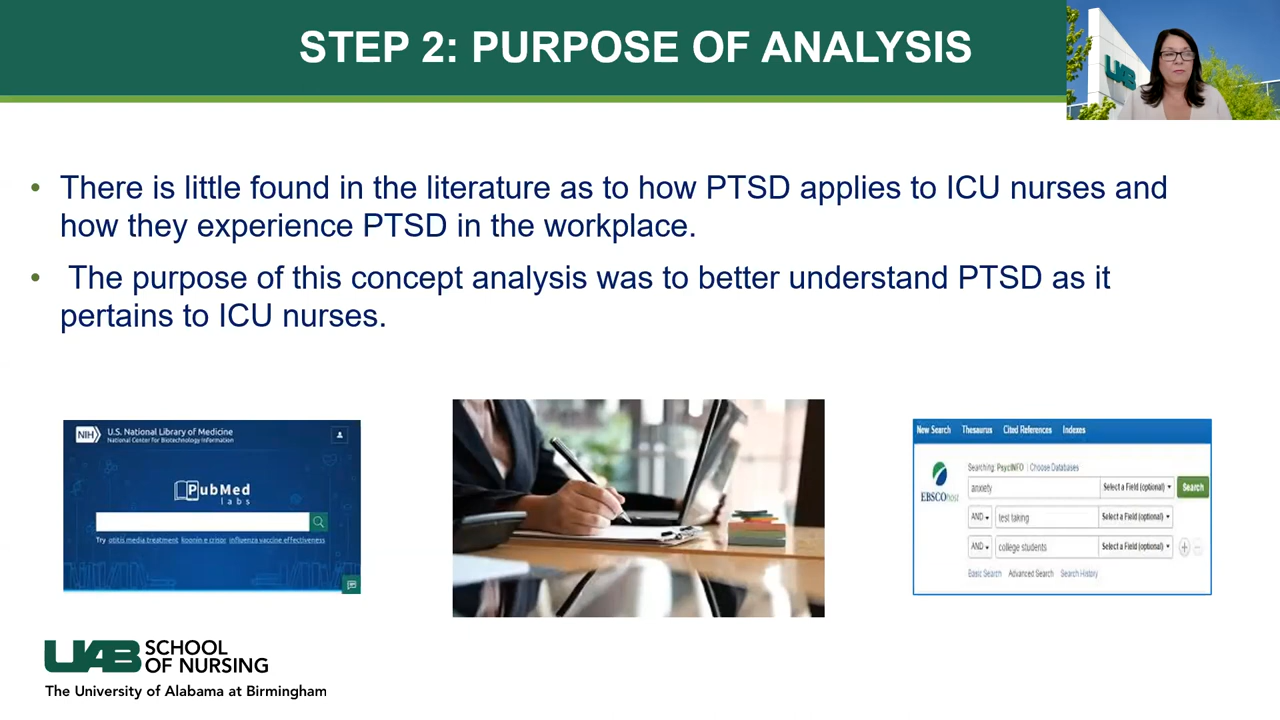 STEP 2: PURPOSE OF ANALYSIS
UAB
• There is little found in the literature as to how PTSD applies to ICU nurses and
how they experience PTSD in the workplace.
• The purpose of this concept analysis was to better understand PTSD as it
pertains to ICU nurses.
NIH U.S. National Library of Medicine
National Center for Biotechnology Information
PubMed
labs
Try otitis media treatment koonin e crisor influenza vaccine effectiveness
New Search Thesaurus Cited References Indexes
Searching: PsycINFO | Choose Databases
EBSCOhost
anxiety Select a Field (optional) Search
AND test taking Select a Field (optional)
AND college students Select a Field (optional)
Basic Search Advanced Search Search History
UAB SCHOOL
OF NURSING
The University of Alabama at Birmingham